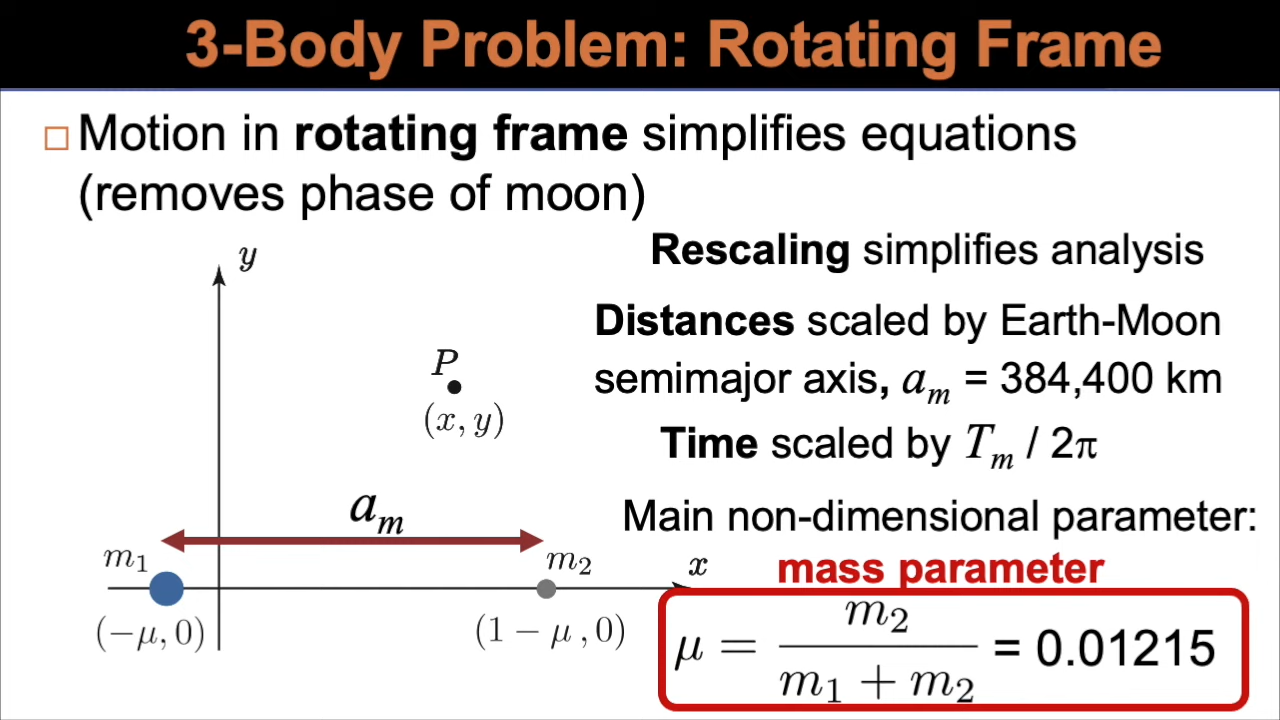 3-Body Problem: Rotating Frame
Motion in rotating frame simplifies equations
(removes phase of moon)
y
P
(x, y)
a_m
m_1
m_2
x
(−μ, 0)
(1 − μ , 0)
Rescaling simplifies analysis
Distances scaled by Earth-Moon
semimajor axis, a_m = 384,400 km
Time scaled by T_m / 2π
Main non-dimensional parameter:
mass parameter
μ = m_2 / (m_1 + m_2) = 0.01215